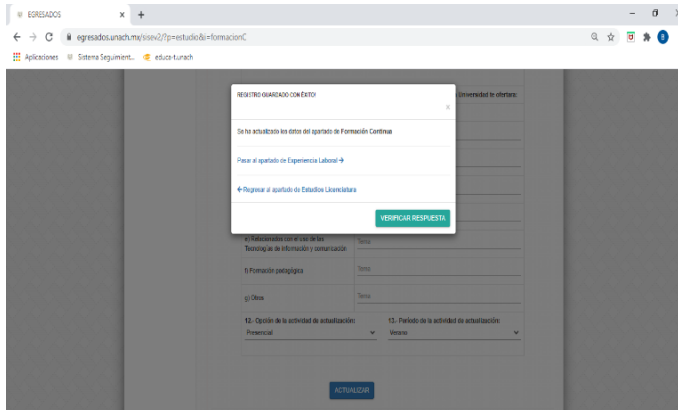 EGRESADOS
egresados.unach.mx/sisev2/?p=estudio&i=formacionC
Aplicaciones
Sistema Seguimient...
educa-t.unach
REGISTRO GUARDADO CON ÉXITO!
Universidad te ofertara:
Se ha actualizado los datos del apartado de Formación Continua
Pasar al apartado de Experiencia Laboral →
← Regresar al apartado de Estudios Licenciatura
VERIFICAR RESPUESTA
e) Relacionados con el uso de las
Tecnologías de información y comunicación
Tema
f) Formación pedagógica
Tema
g) Otros
Tema
12.- Opción de la actividad de actualización:
Presencial
13.- Período de la actividad de actualización:
Verano
ACTUALIZAR